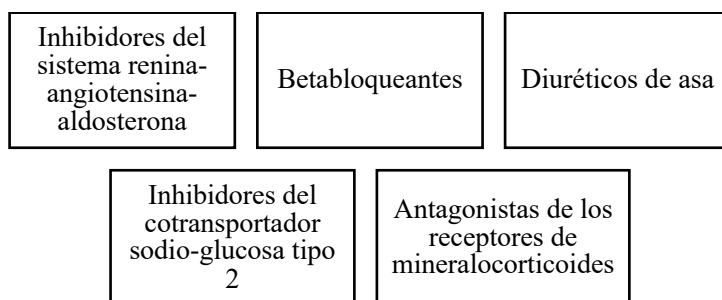 Inhibidores del
sistema renina-
angiotensina-
aldosterona
Betabloqueantes
Diuréticos de asa
Inhibidores del
cotransportador
sodio-glucosa tipo
2
Antagonistas de los
receptores de
mineralocorticoides